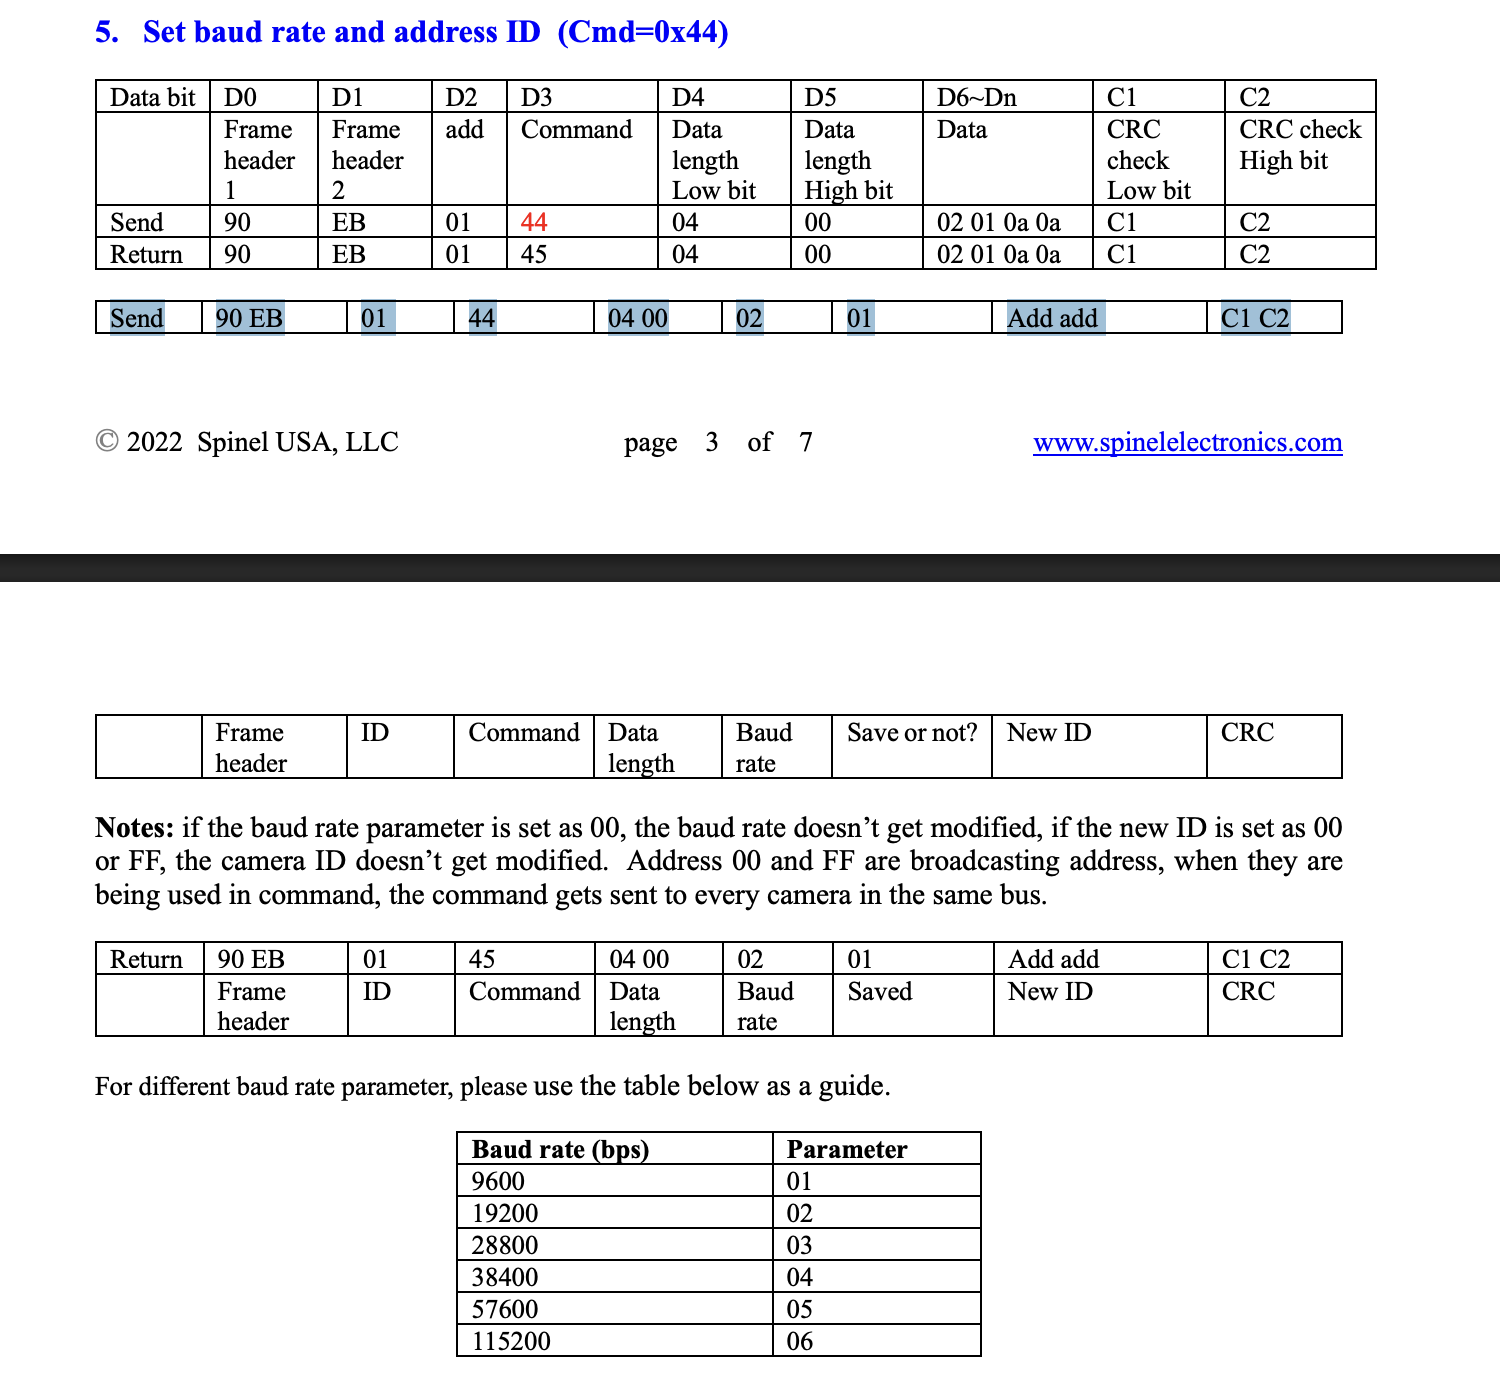 5. Set baud rate and address ID (Cmd=0x44)
Data bit D0 D1 D2 D3 D4 D5 D6~Dn C1 C2
Frame Frame add Command Data Data Data CRC CRC check
header header length length check High bit
1 2 Low bit High bit Low bit
Send 90 EB 01 44 04 00 02 01 0a 0a C1 C2
Return 90 EB 01 45 04 00 02 01 0a 0a C1 C2
Send 90 EB 01 44 04 00 02 01 Add add C1 C2
© 2022 Spinel USA, LLC page 3 of 7 www.spinelelectronics.com
Frame ID Command Data Baud Save or not? New ID CRC
header length rate
Notes: if the baud rate parameter is set as 00, the baud rate doesn’t get modified, if the new ID is set as 00
or FF, the camera ID doesn’t get modified. Address 00 and FF are broadcasting address, when they are
being used in command, the command gets sent to every camera in the same bus.
Return 90 EB 01 45 04 00 02 01 Add add C1 C2
Frame ID Command Data Baud Saved New ID CRC
header length rate
For different baud rate parameter, please use the table below as a guide.
Baud rate (bps) Parameter
9600 01
19200 02
28800 03
38400 04
57600 05
115200 06